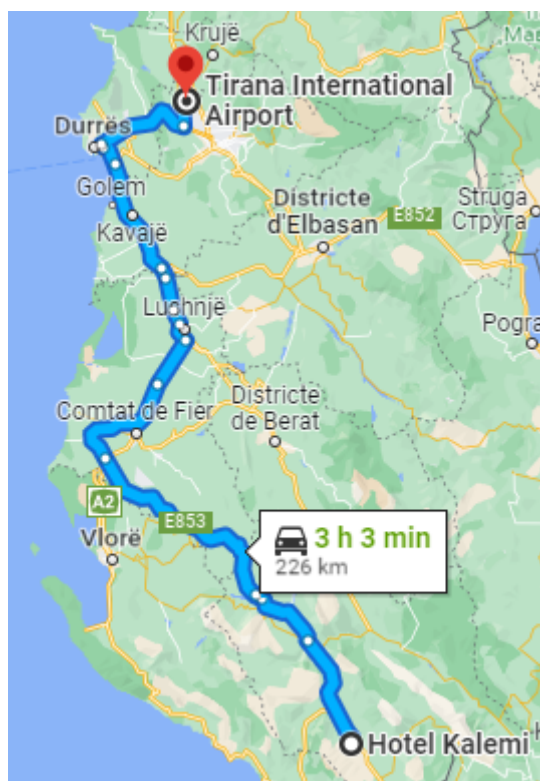 Krujë
Tirana International
Airport
Durrës
Golem
Kavajë
Districte
d'Elbasan
E852
Struga
Струга
Lushnjë
Pogra
Comtat de Fier
Districte
de Berat
A2
E853
Vlorë
3 h 3 min
226 km
Hotel Kalemi